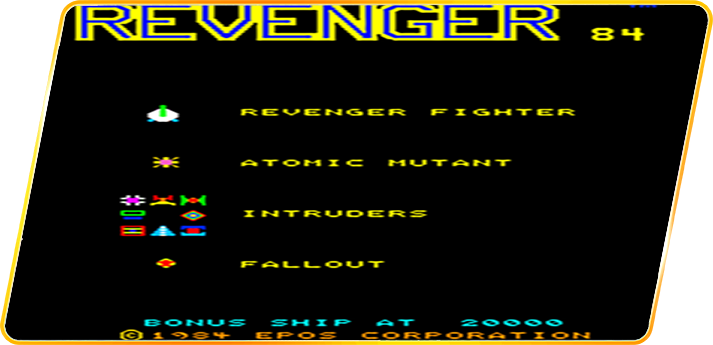 REVENGER 84
REVENGER FIGHTER
ATOMIC MUTANT
INTRUDERS
FALLOUT
BONUS SHIP AT 20000
©1984 EPOS CORPORATION